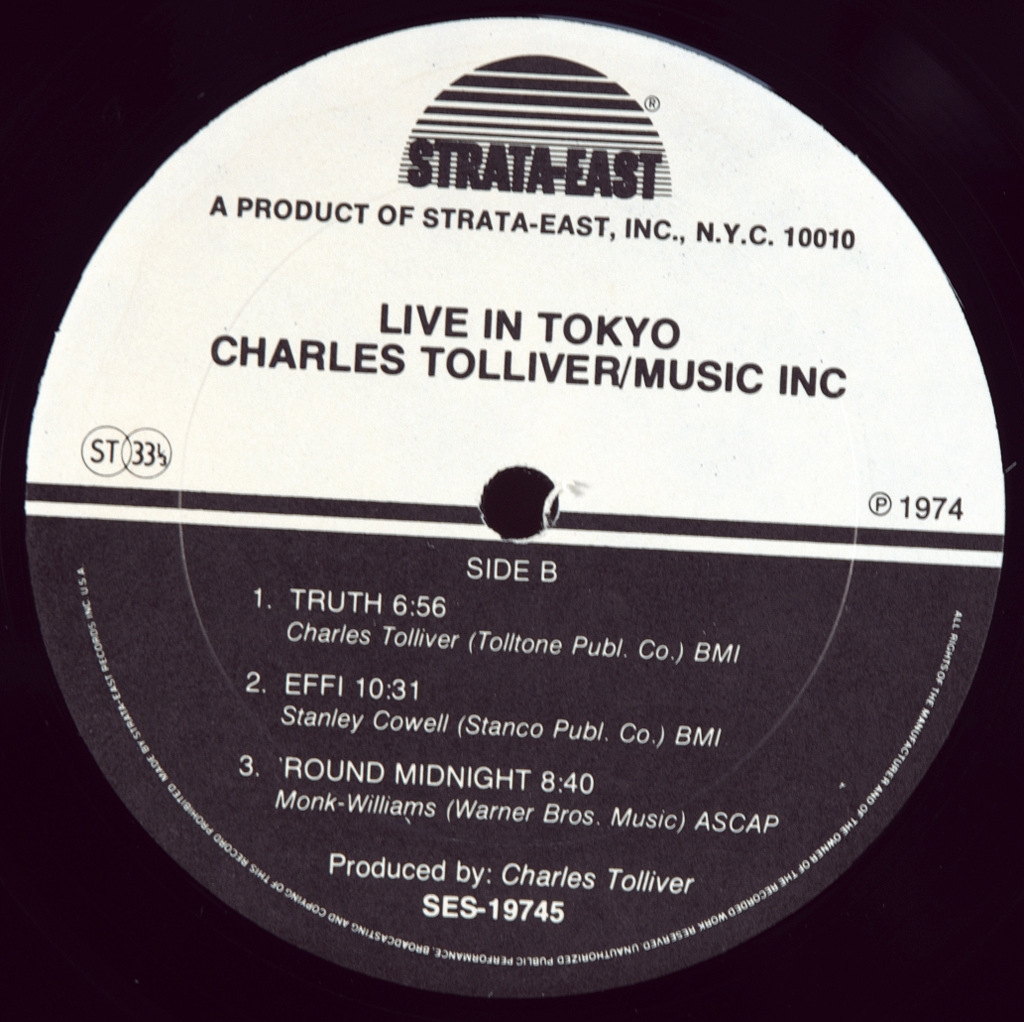 STRATA-EAST ®
A PRODUCT OF STRATA-EAST, INC., N.Y.C. 10010
LIVE IN TOKYO
CHARLES TOLLIVER/MUSIC INC
ST 33⅓
℗ 1974
SIDE B
1. TRUTH 6:56
Charles Tolliver (Tolltone Publ. Co.) BMI
2. EFFI 10:31
Stanley Cowell (Stanco Publ. Co.) BMI
3. 'ROUND MIDNIGHT 8:40
Monk-Williams (Warner Bros. Music) ASCAP
Produced by: Charles Tolliver
SES-19745
ALL RIGHTS OF THE MANUFACTURER AND OF THE OWNER OF THE RECORDED WORK RESERVED. UNAUTHORIZED PUBLIC PERFORMANCE, BROADCASTING AND COPYING OF THIS RECORD PROHIBITED MADE BY STRATA-EAST RECORDS INC U.S.A.